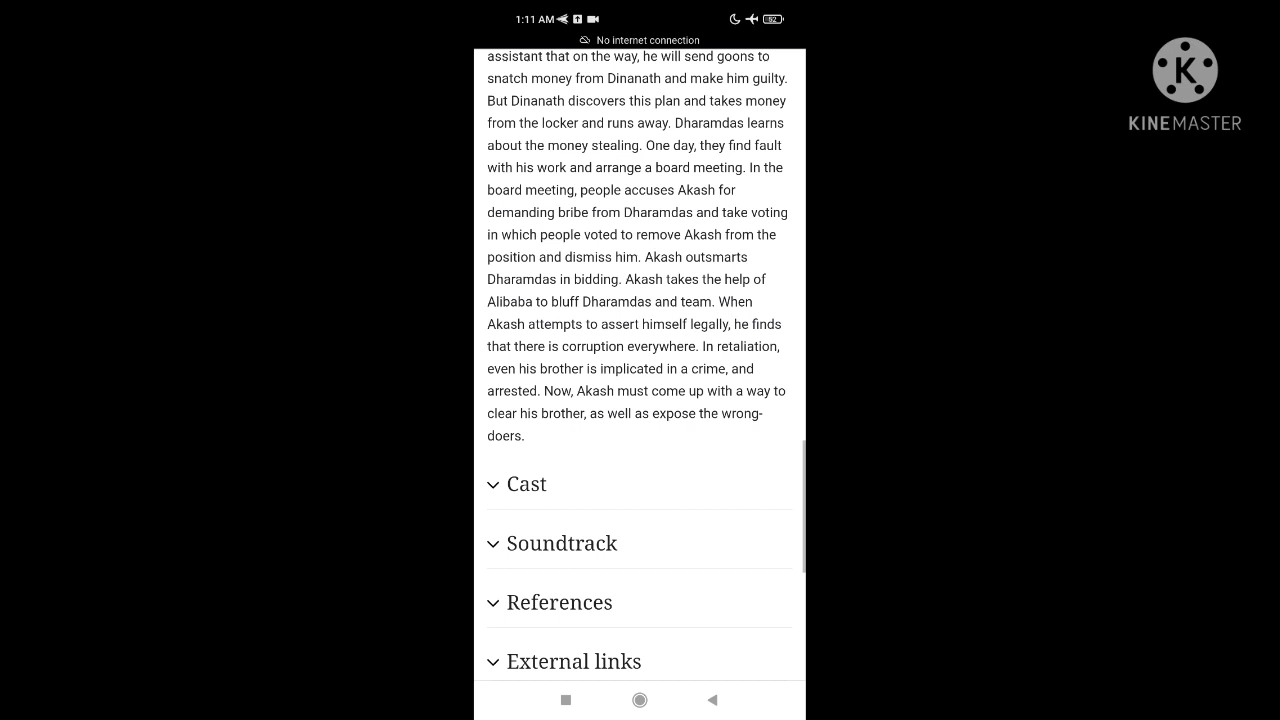 1:11 AM
52
No internet connection
assistant that on the way, he will send goons to
snatch money from Dinanath and make him guilty.
But Dinanath discovers this plan and takes money
from the locker and runs away. Dharamdas learns
about the money stealing. One day, they find fault
with his work and arrange a board meeting. In the
board meeting, people accuses Akash for
demanding bribe from Dharamdas and take voting
in which people voted to remove Akash from the
position and dismiss him. Akash outsmarts
Dharamdas in bidding. Akash takes the help of
Alibaba to bluff Dharamdas and team. When
Akash attempts to assert himself legally, he finds
that there is corruption everywhere. In retaliation,
even his brother is implicated in a crime, and
arrested. Now, Akash must come up with a way to
clear his brother, as well as expose the wrong-
doers.
Cast
Soundtrack
References
External links
K
KINEMASTER